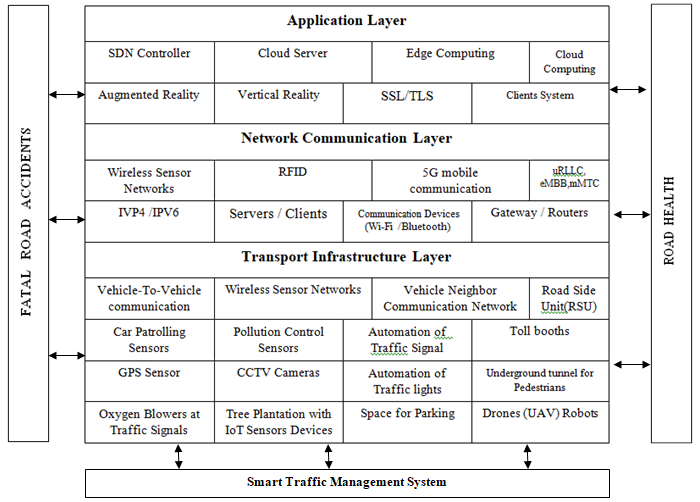 Application Layer
SDN Controller
Cloud Server
Edge Computing
Cloud
Computing
Augmented Reality
Vertical Reality
SSL/TLS
Clients System
Network Communication Layer
Wireless Sensor
Networks
RFID
5G mobile
communication
uRLLC,
eMBB,mMTC
IVP4 /IPV6
Servers / Clients
Communication Devices
(Wi-Fi /Bluetooth)
Gateway / Routers
Transport Infrastructure Layer
Vehicle-To-Vehicle
communication
Wireless Sensor Networks
Vehicle Neighbor
Communication Network
Road Side
Unit(RSU)
Car Patrolling
Sensors
Pollution Control
Sensors
Automation of
Traffic Signal
Toll booths
GPS Sensor
CCTV Cameras
Automation of
Traffic lights
Underground tunnel for
Pedestrians
Oxygen Blowers at
Traffic Signals
Tree Plantation with
IoT Sensors Devices
Space for Parking
Drones (UAV) Robots
FATAL ROAD ACCIDENTS
ROAD HEALTH
Smart Traffic Management System